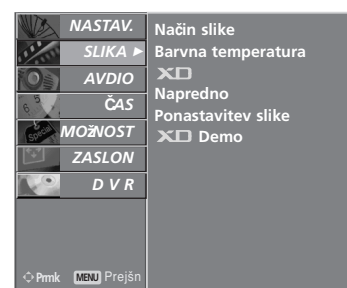 NASTAV.
SLIKA ►
AVDIO
ČAS
Special
MOŽNOST
ZASLON
D V R
Način slike
Barvna temperatura
XD
Napredno
Ponastavitev slike
XD Demo
Prmk MENU Prejšn